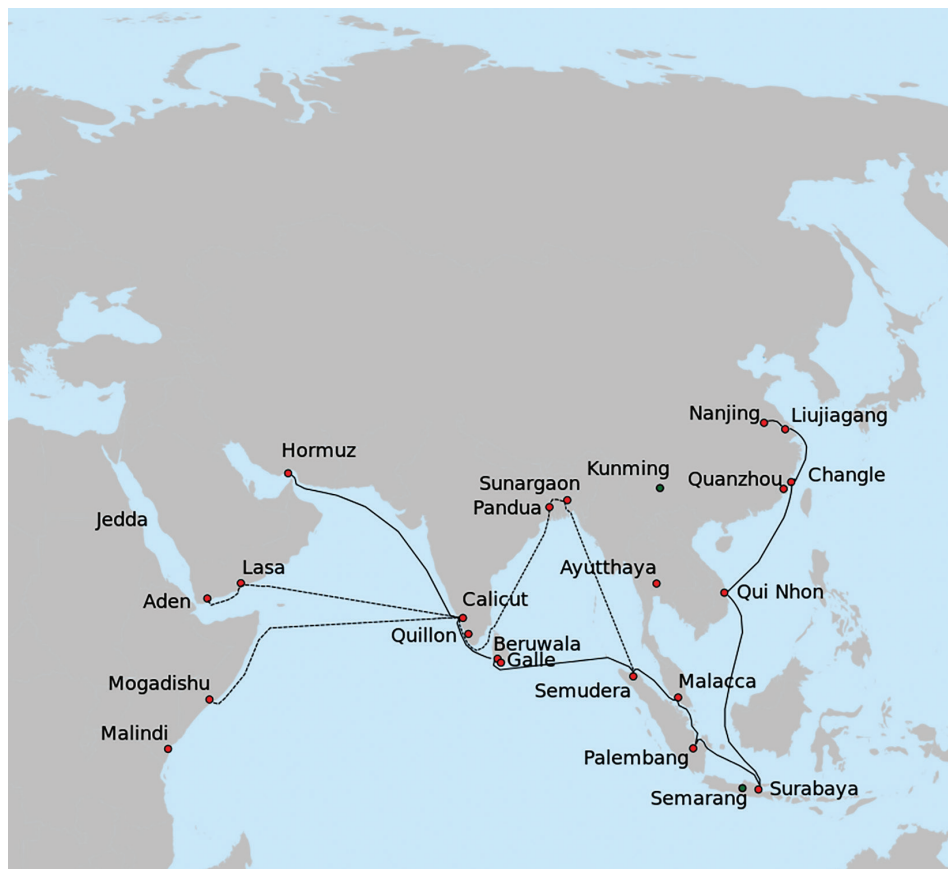 Nanjing
Liujiagang
Hormuz
Kunming
Quanzhou
Changle
Sunargaon
Pandua
Jedda
Lasa
Ayutthaya
Aden
Qui Nhon
Calicut
Quillon
Beruwala
Galle
Mogadishu
Semudera
Malacca
Malindi
Palembang
Semarang
Surabaya